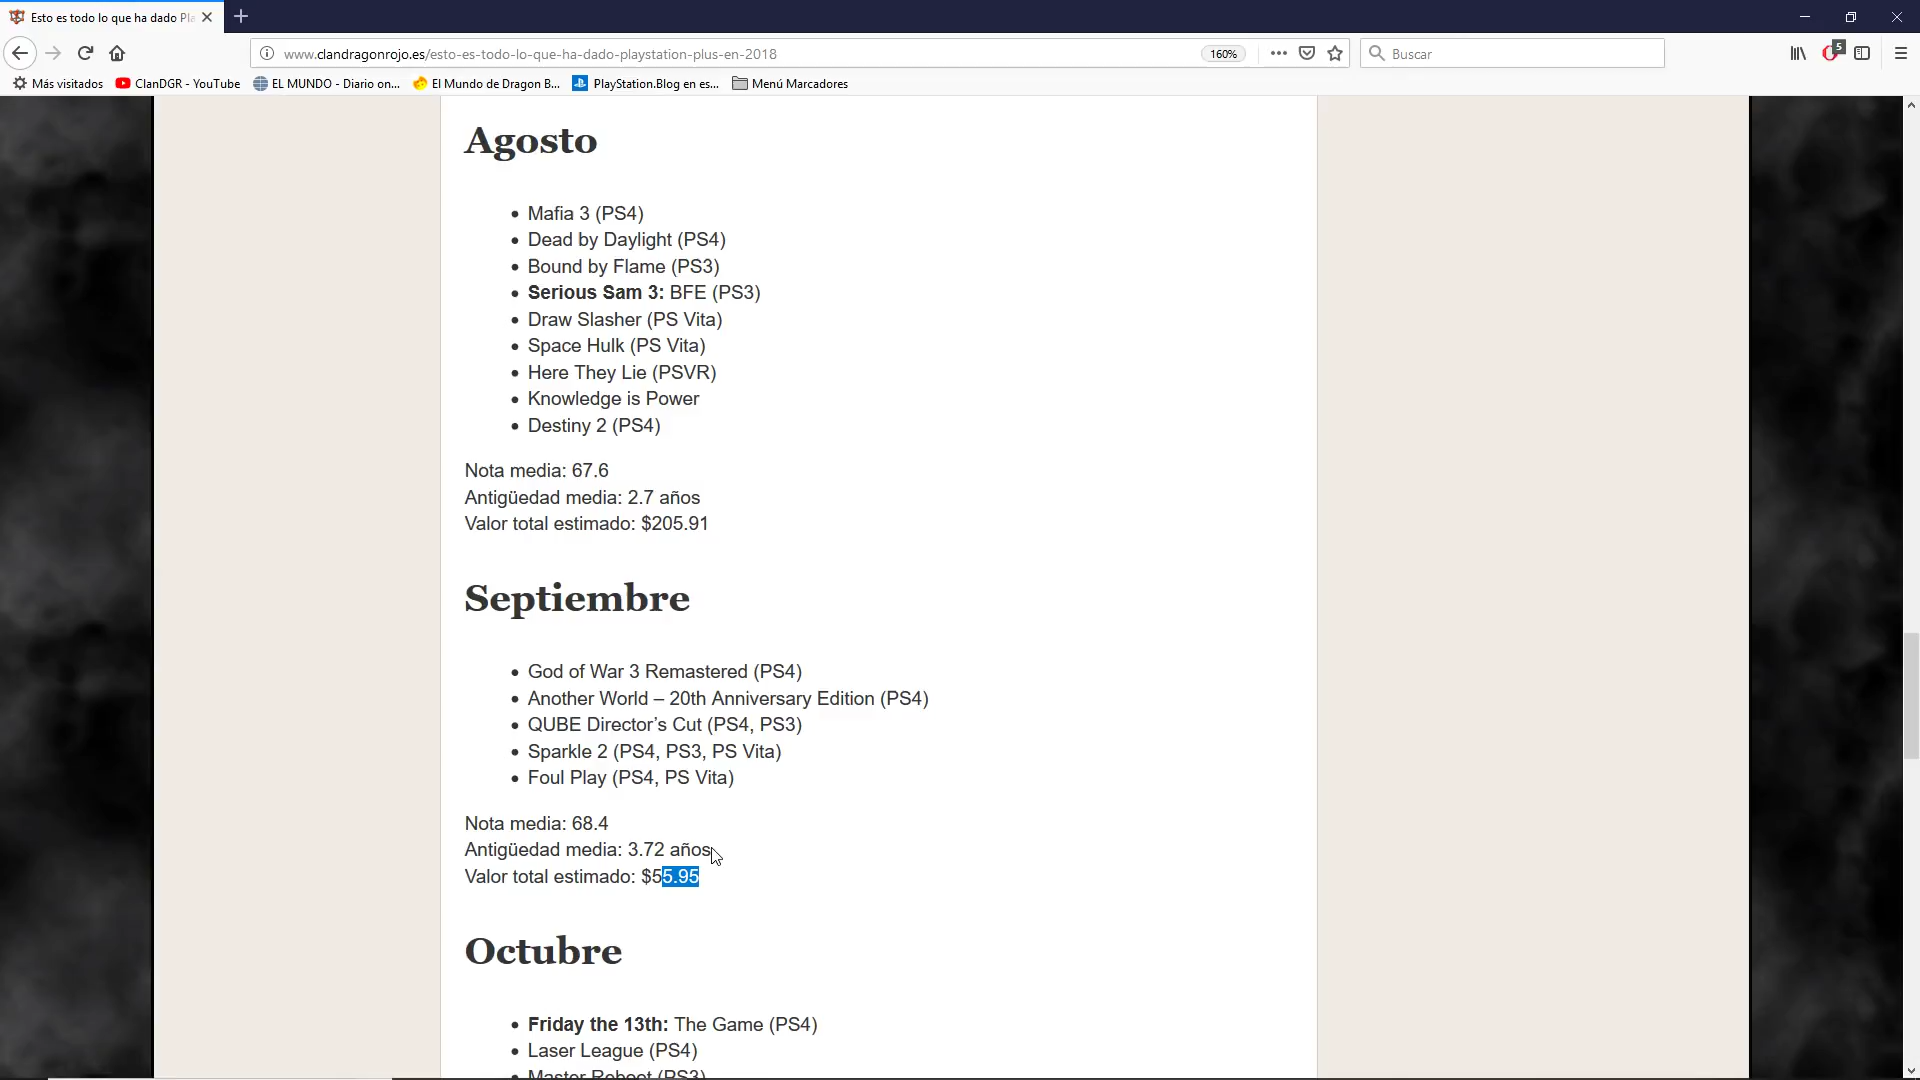 Esto es todo lo que ha dado Pla
www.clandragonrojo.es/esto-es-todo-lo-que-ha-dado-playstation-plus-en-2018
160%
Buscar
5
Más visitados
ClanDGR - YouTube
EL MUNDO - Diario on...
El Mundo de Dragon B...
PlayStation.Blog en es...
Menú Marcadores
Agosto
Mafia 3 (PS4)
Dead by Daylight (PS4)
Bound by Flame (PS3)
Serious Sam 3: BFE (PS3)
Draw Slasher (PS Vita)
Space Hulk (PS Vita)
Here They Lie (PSVR)
Knowledge is Power
Destiny 2 (PS4)
Nota media: 67.6
Antigüedad media: 2.7 años
Valor total estimado: $205.91
Septiembre
God of War 3 Remastered (PS4)
Another World – 20th Anniversary Edition (PS4)
QUBE Director’s Cut (PS4, PS3)
Sparkle 2 (PS4, PS3, PS Vita)
Foul Play (PS4, PS Vita)
Nota media: 68.4
Antigüedad media: 3.72 años
Valor total estimado: $55.95
Octubre
Friday the 13th: The Game (PS4)
Laser League (PS4)
Master Reboot (PS3)